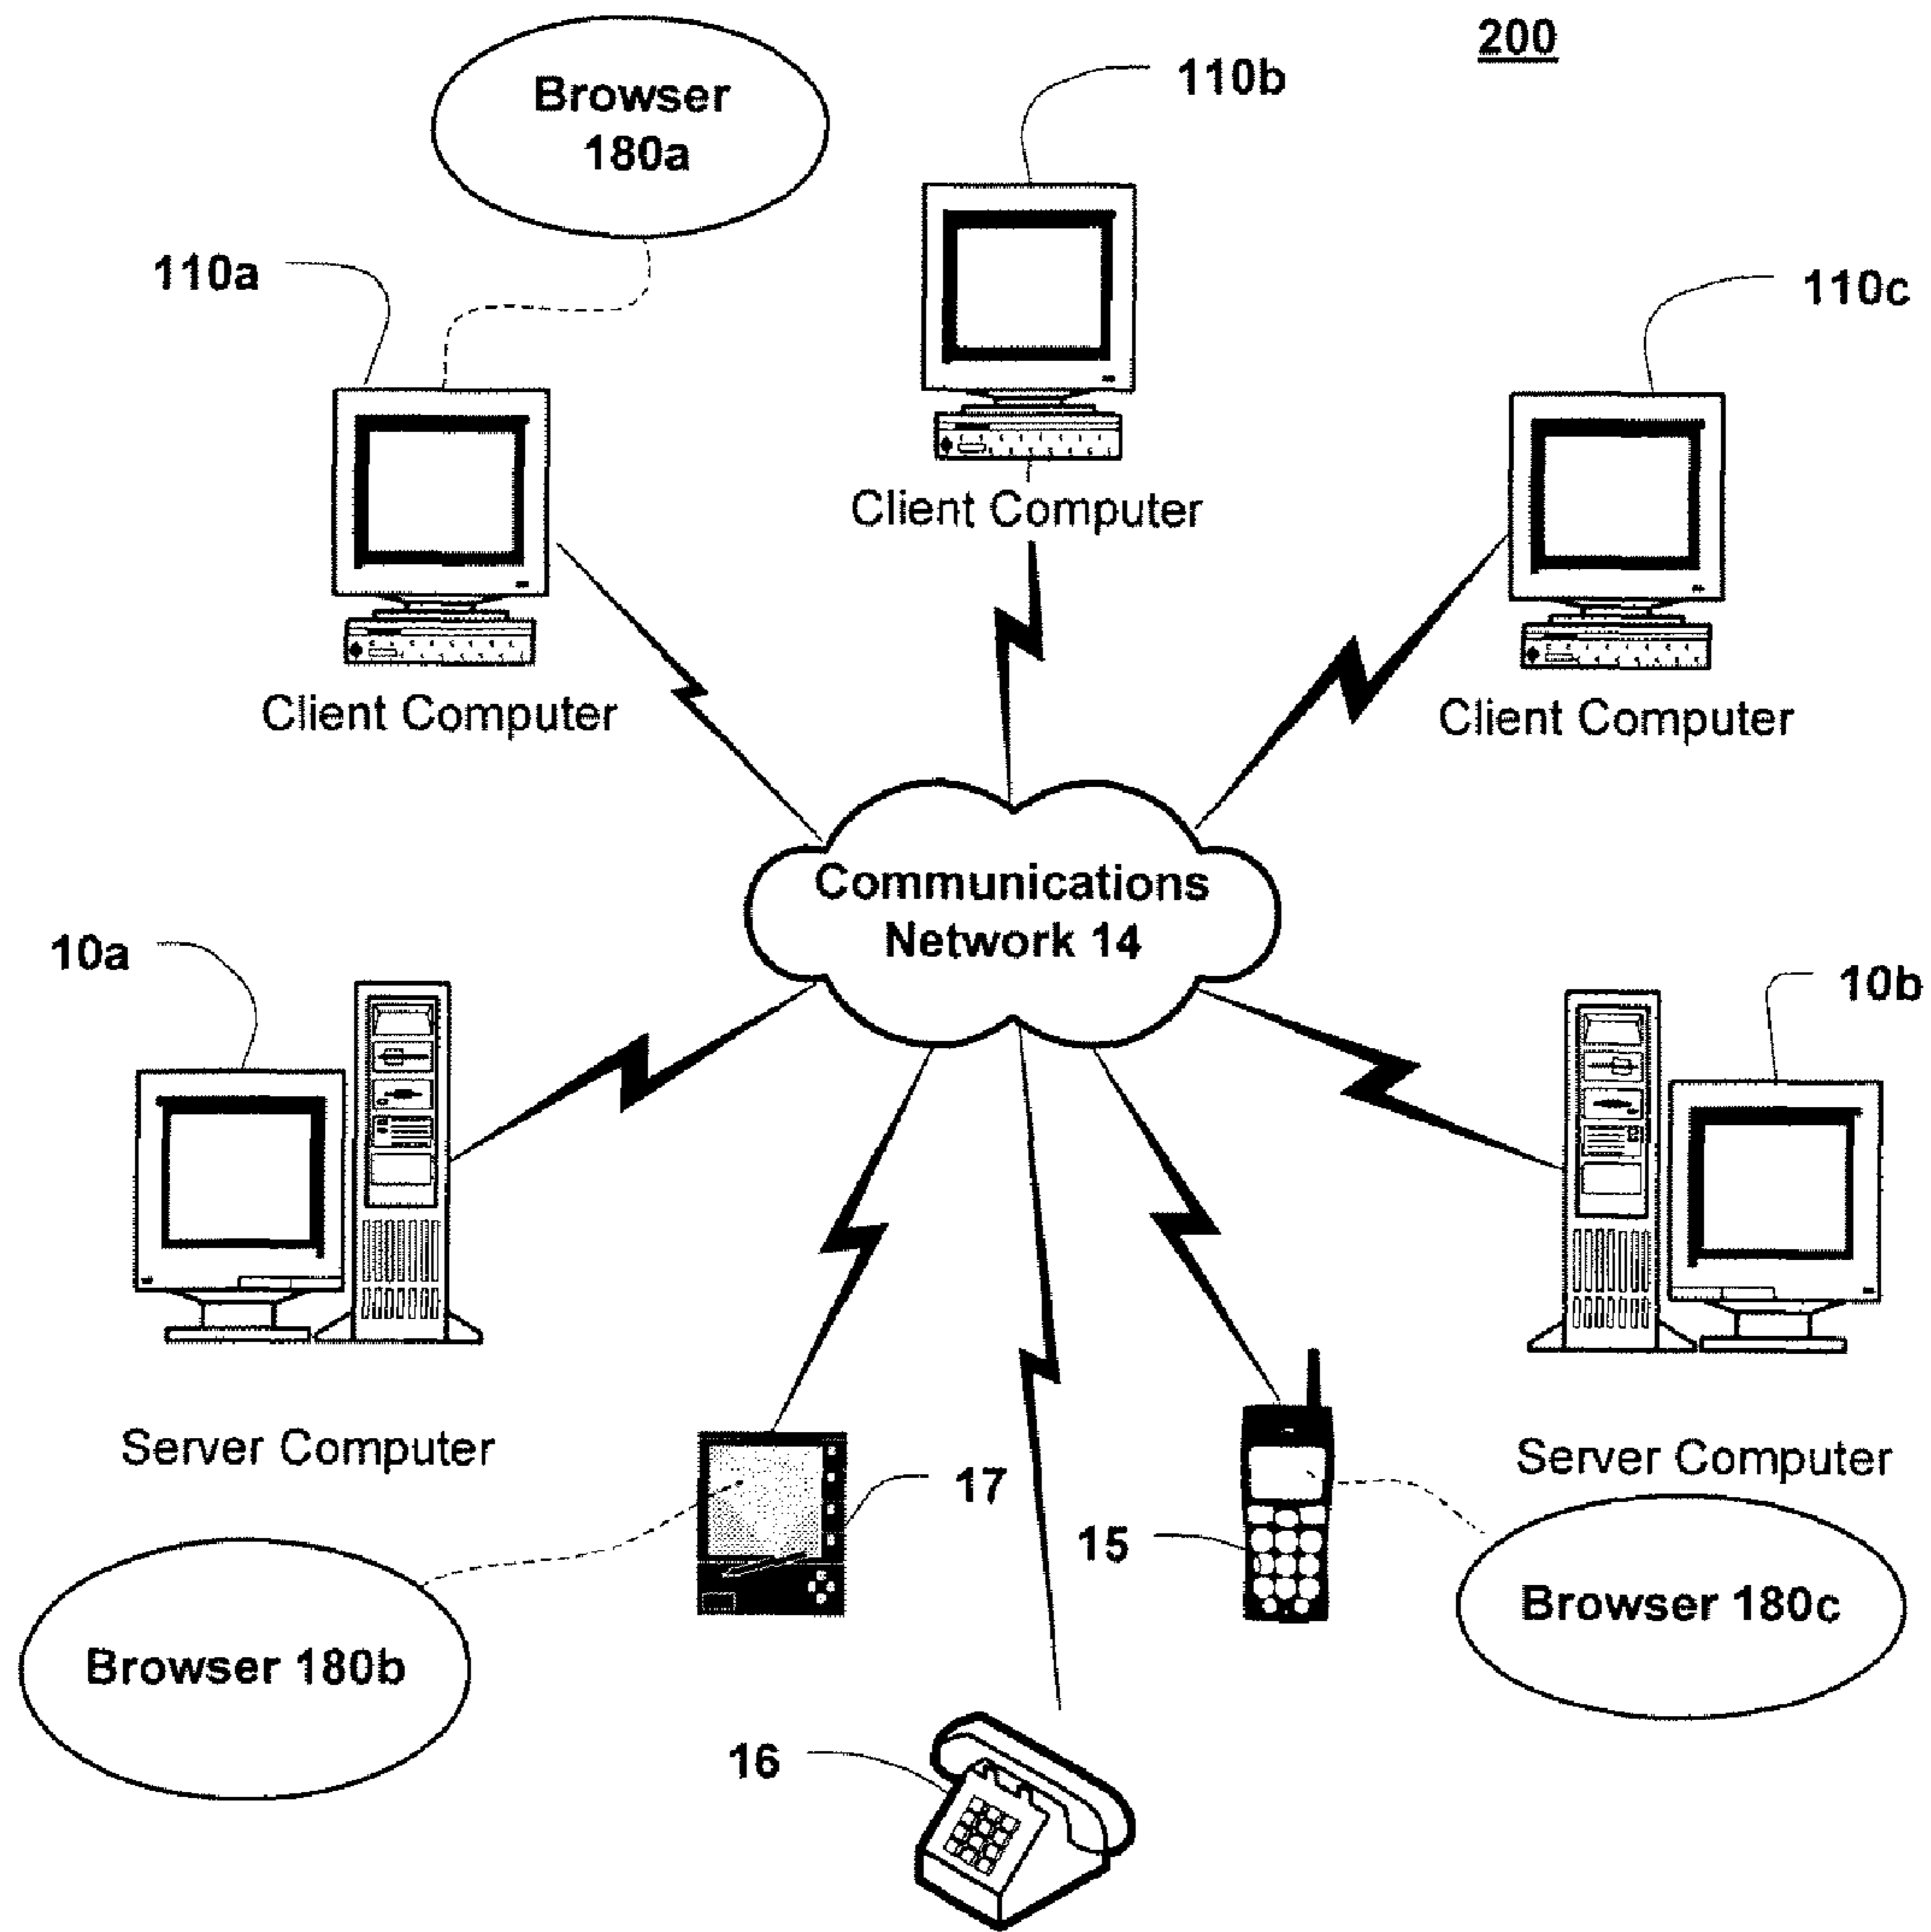 200
Browser
180a
110b
110a
110c
Client Computer
Client Computer
Client Computer
Communications
Network 14
10a
10b
Server Computer
Server Computer
17
15
Browser 180b
Browser 180c
16